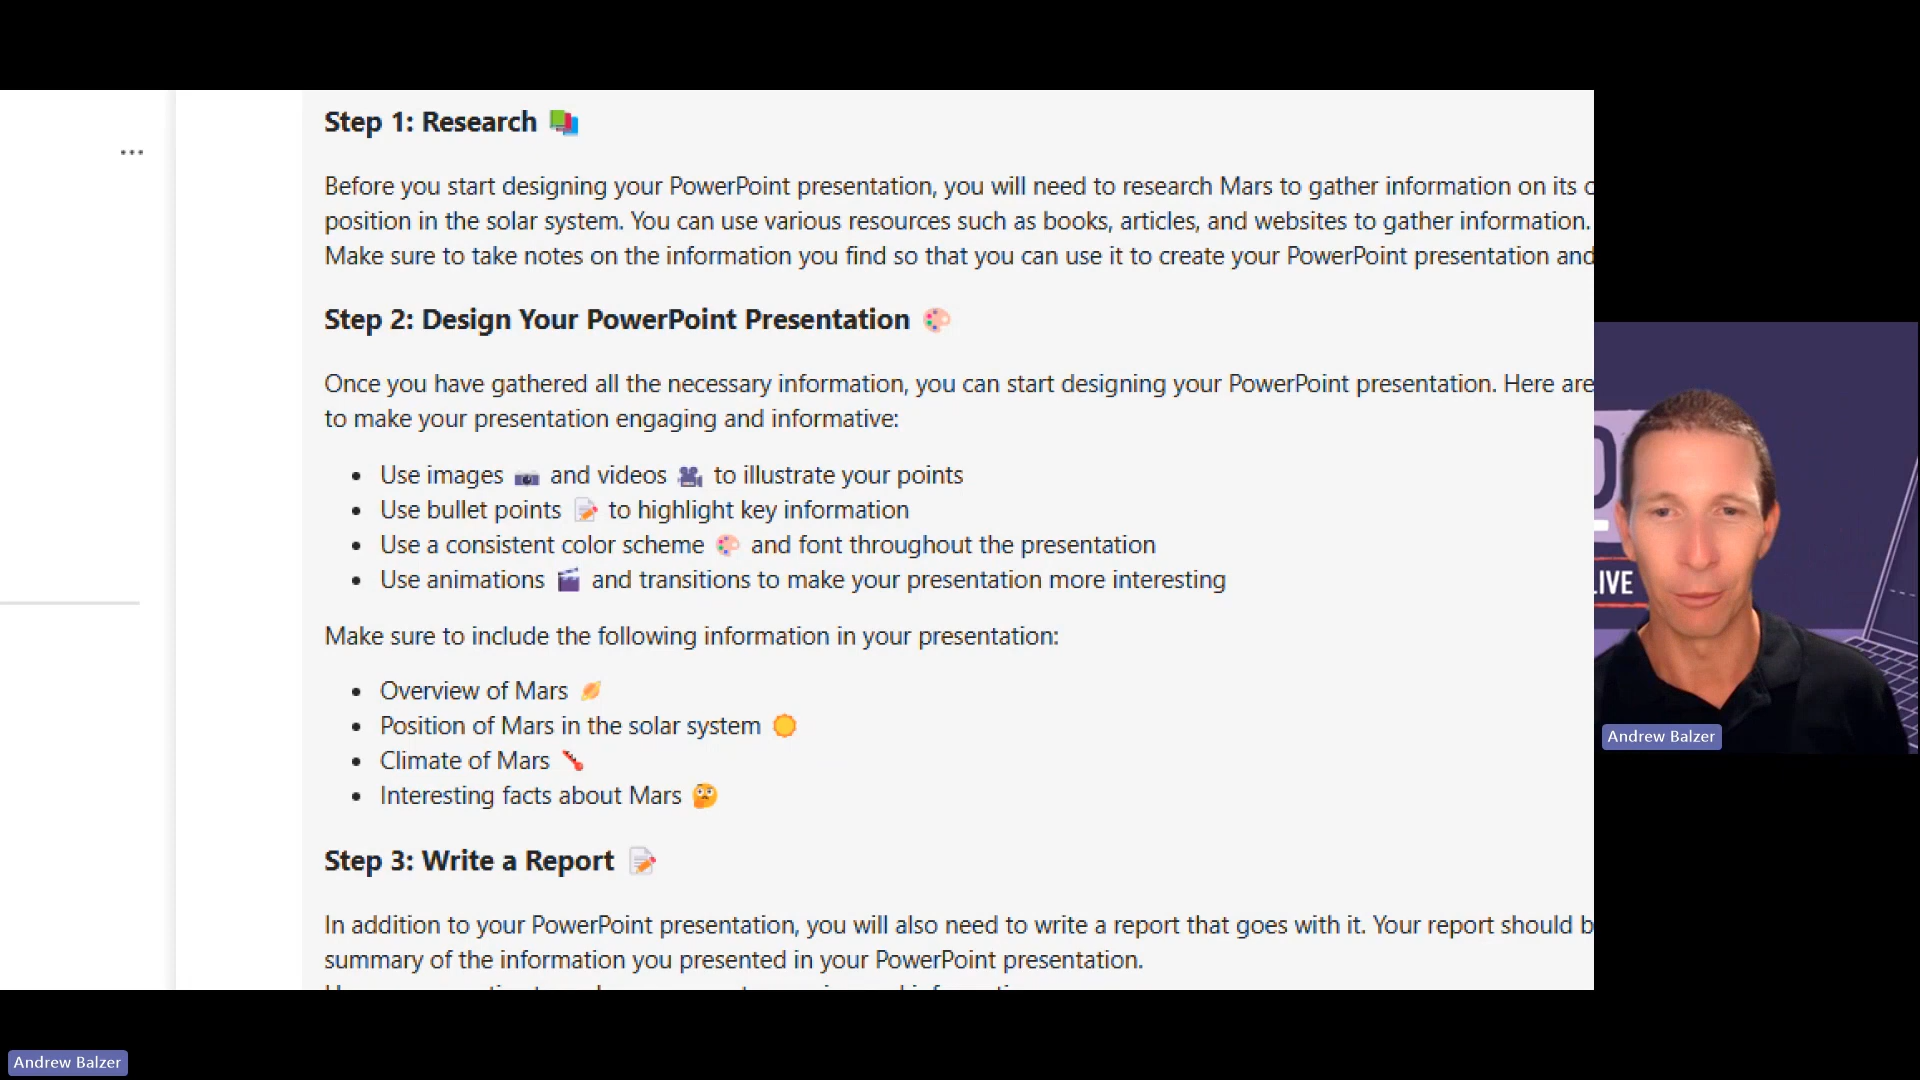 Step 1: Research
Before you start designing your PowerPoint presentation, you will need to research Mars to gather information on its
position in the solar system. You can use various resources such as books, articles, and websites to gather information.
Make sure to take notes on the information you find so that you can use it to create your PowerPoint presentation and
Step 2: Design Your PowerPoint Presentation
Once you have gathered all the necessary information, you can start designing your PowerPoint presentation. Here are
to make your presentation engaging and informative:
• Use images 📷 and videos 🎥 to illustrate your points
• Use bullet points 📝 to highlight key information
• Use a consistent color scheme 🎨 and font throughout the presentation
• Use animations 🎬 and transitions to make your presentation more interesting
Make sure to include the following information in your presentation:
• Overview of Mars
• Position of Mars in the solar system
• Climate of Mars
• Interesting facts about Mars
Step 3: Write a Report
In addition to your PowerPoint presentation, you will also need to write a report that goes with it. Your report should
summary of the information you presented in your PowerPoint presentation.
LIVE
Andrew Balzer
Andrew Balzer